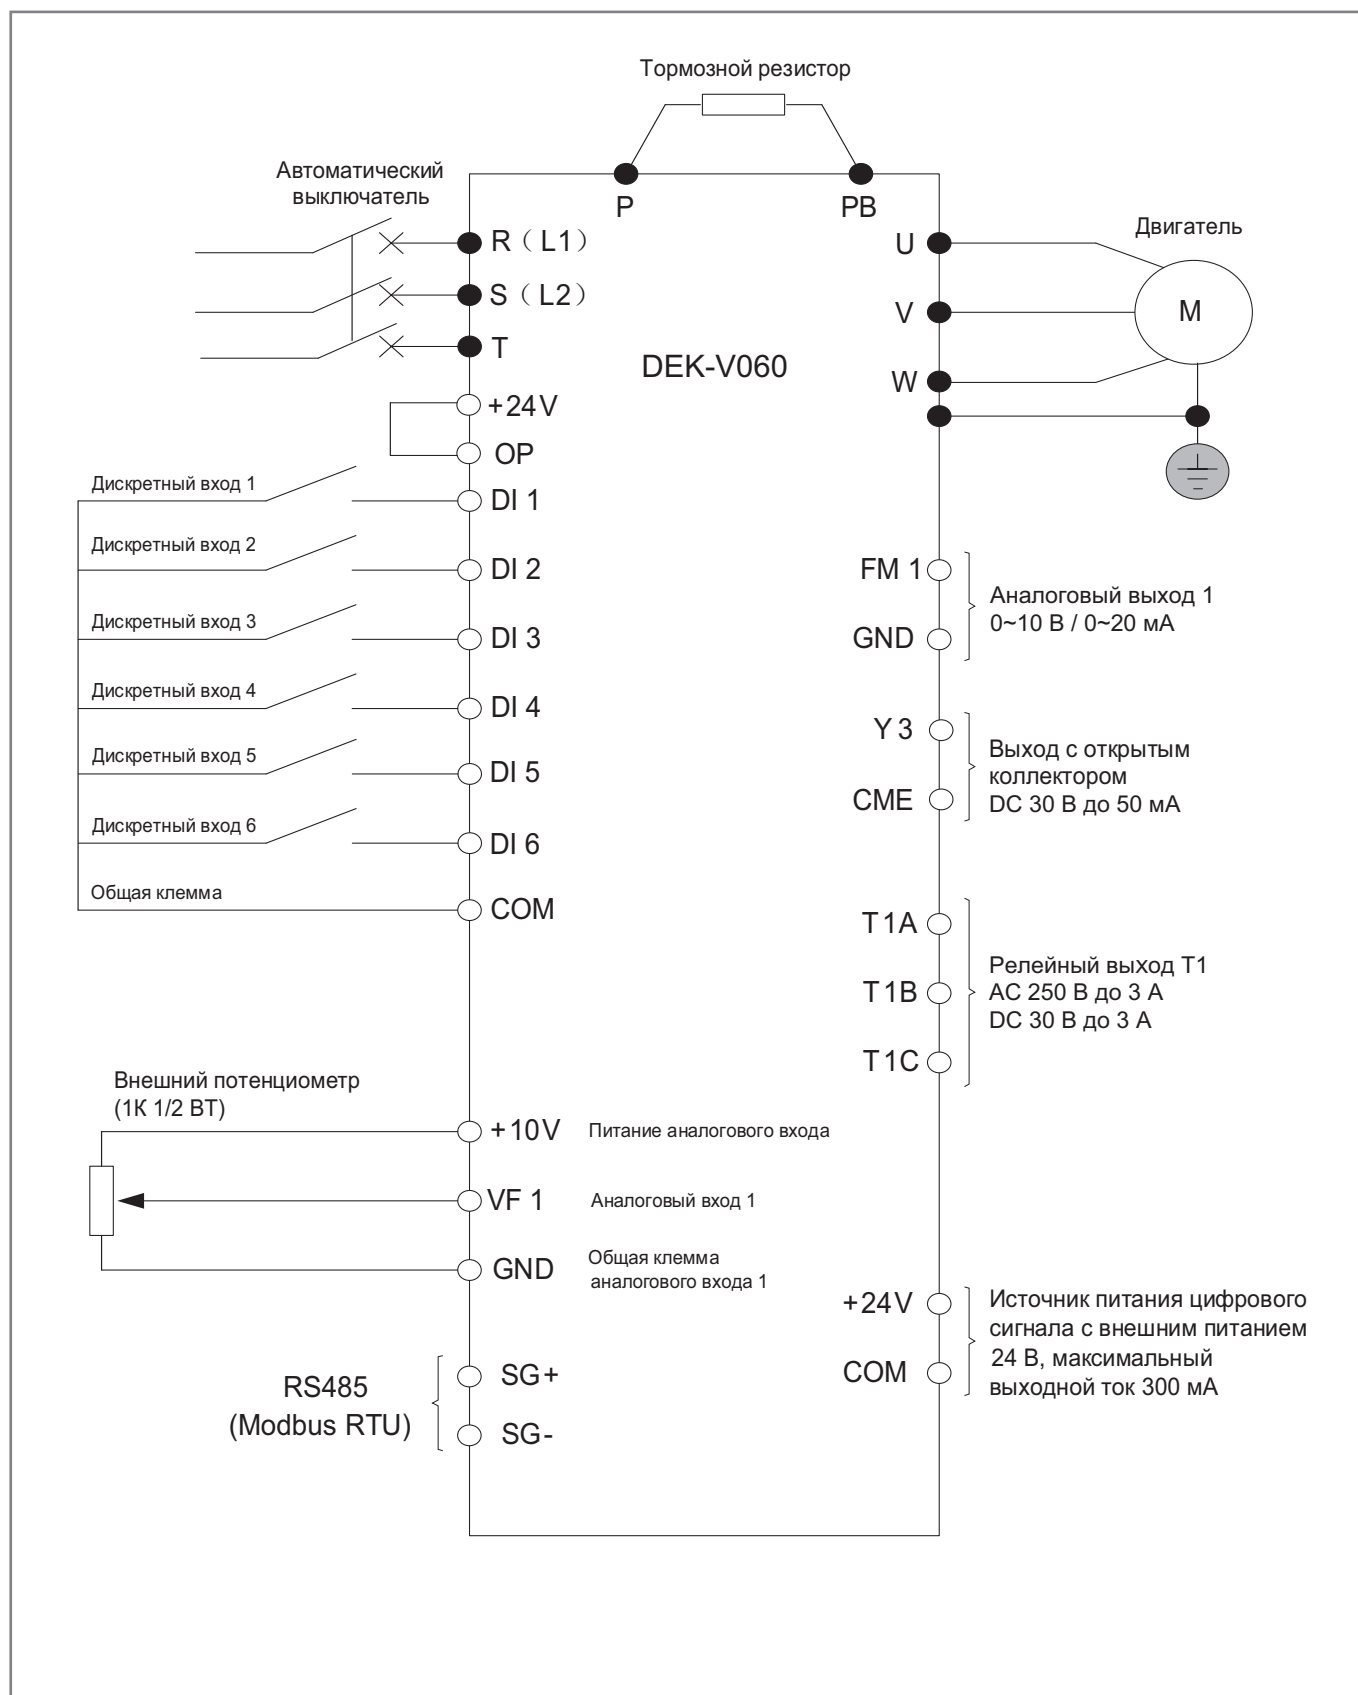 Тормозной резистор
Автоматический
выключатель
P
PB
R ( L1 )
S ( L2 )
T
U
V
W
Двигатель
M
DEK-V060
+24V
OP
Дискретный вход 1
DI 1
Дискретный вход 2
DI 2
Дискретный вход 3
DI 3
Дискретный вход 4
DI 4
Дискретный вход 5
DI 5
Дискретный вход 6
DI 6
Общая клемма
COM
FM 1
GND
Аналоговый выход 1
0~10 В / 0~20 мА
Y3
CME
Выход с открытым
коллектором
DC 30 В до 50 мА
T1A
T1B
T1C
Релейный выход T1
AC 250 В до 3 А
DC 30 В до 3 А
Внешний потенциометр
(1К 1/2 ВТ)
+10V
Питание аналогового входа
VF 1
Аналоговый вход 1
GND
Общая клемма
аналогового входа 1
+24V
COM
Источник питания цифрового
сигнала с внешним питанием
24 В, максимальный
выходной ток 300 мА
RS485
(Modbus RTU)
SG+
SG-